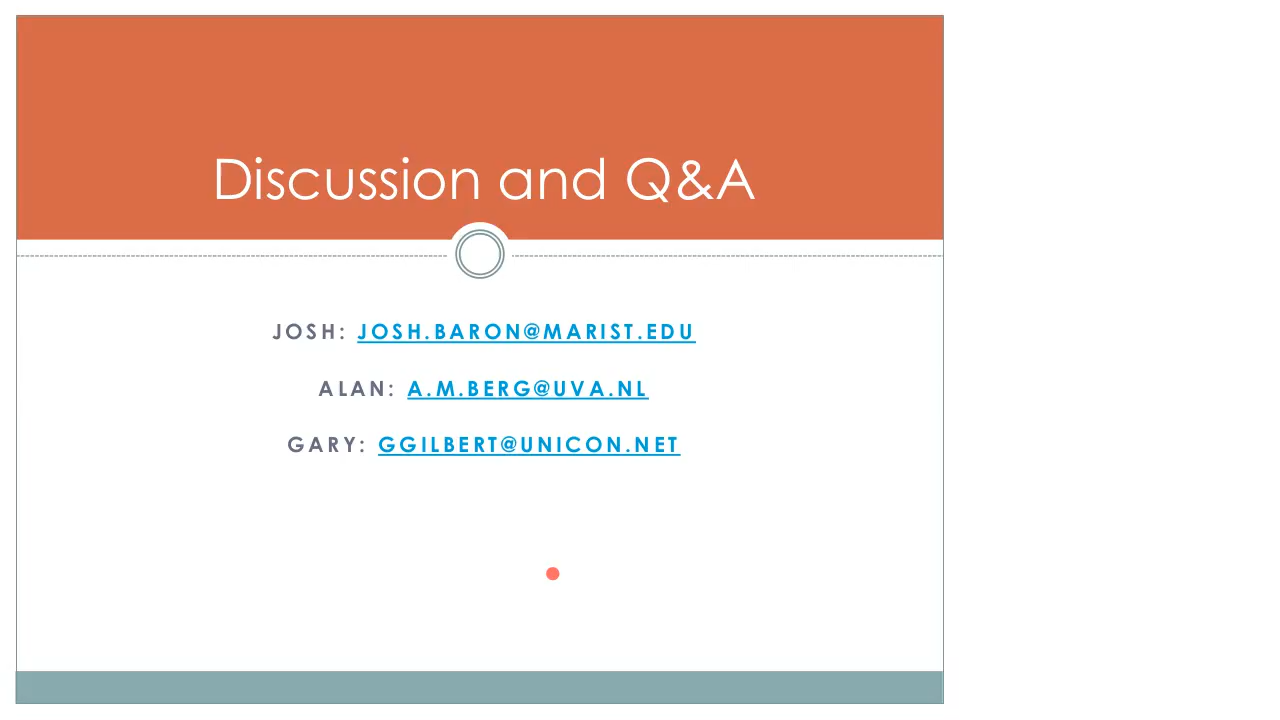 Discussion and Q&A
JOSH: JOSH.BARON@MARIST.EDU
ALAN: A.M.BERG@UVA.NL
GARY: GGILBERT@UNICON.NET